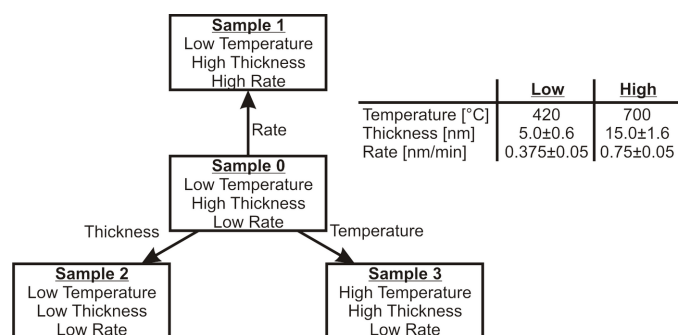 Sample 1
Low Temperature
High Thickness
High Rate
Rate
Sample 0
Low Temperature
High Thickness
Low Rate
Thickness
Temperature
Sample 2
Low Temperature
Low Thickness
Low Rate
Sample 3
High Temperature
High Thickness
Low Rate
Low High
Temperature [°C] 420 700
Thickness [nm] 5.0±0.6 15.0±1.6
Rate [nm/min] 0.375±0.05 0.75±0.05